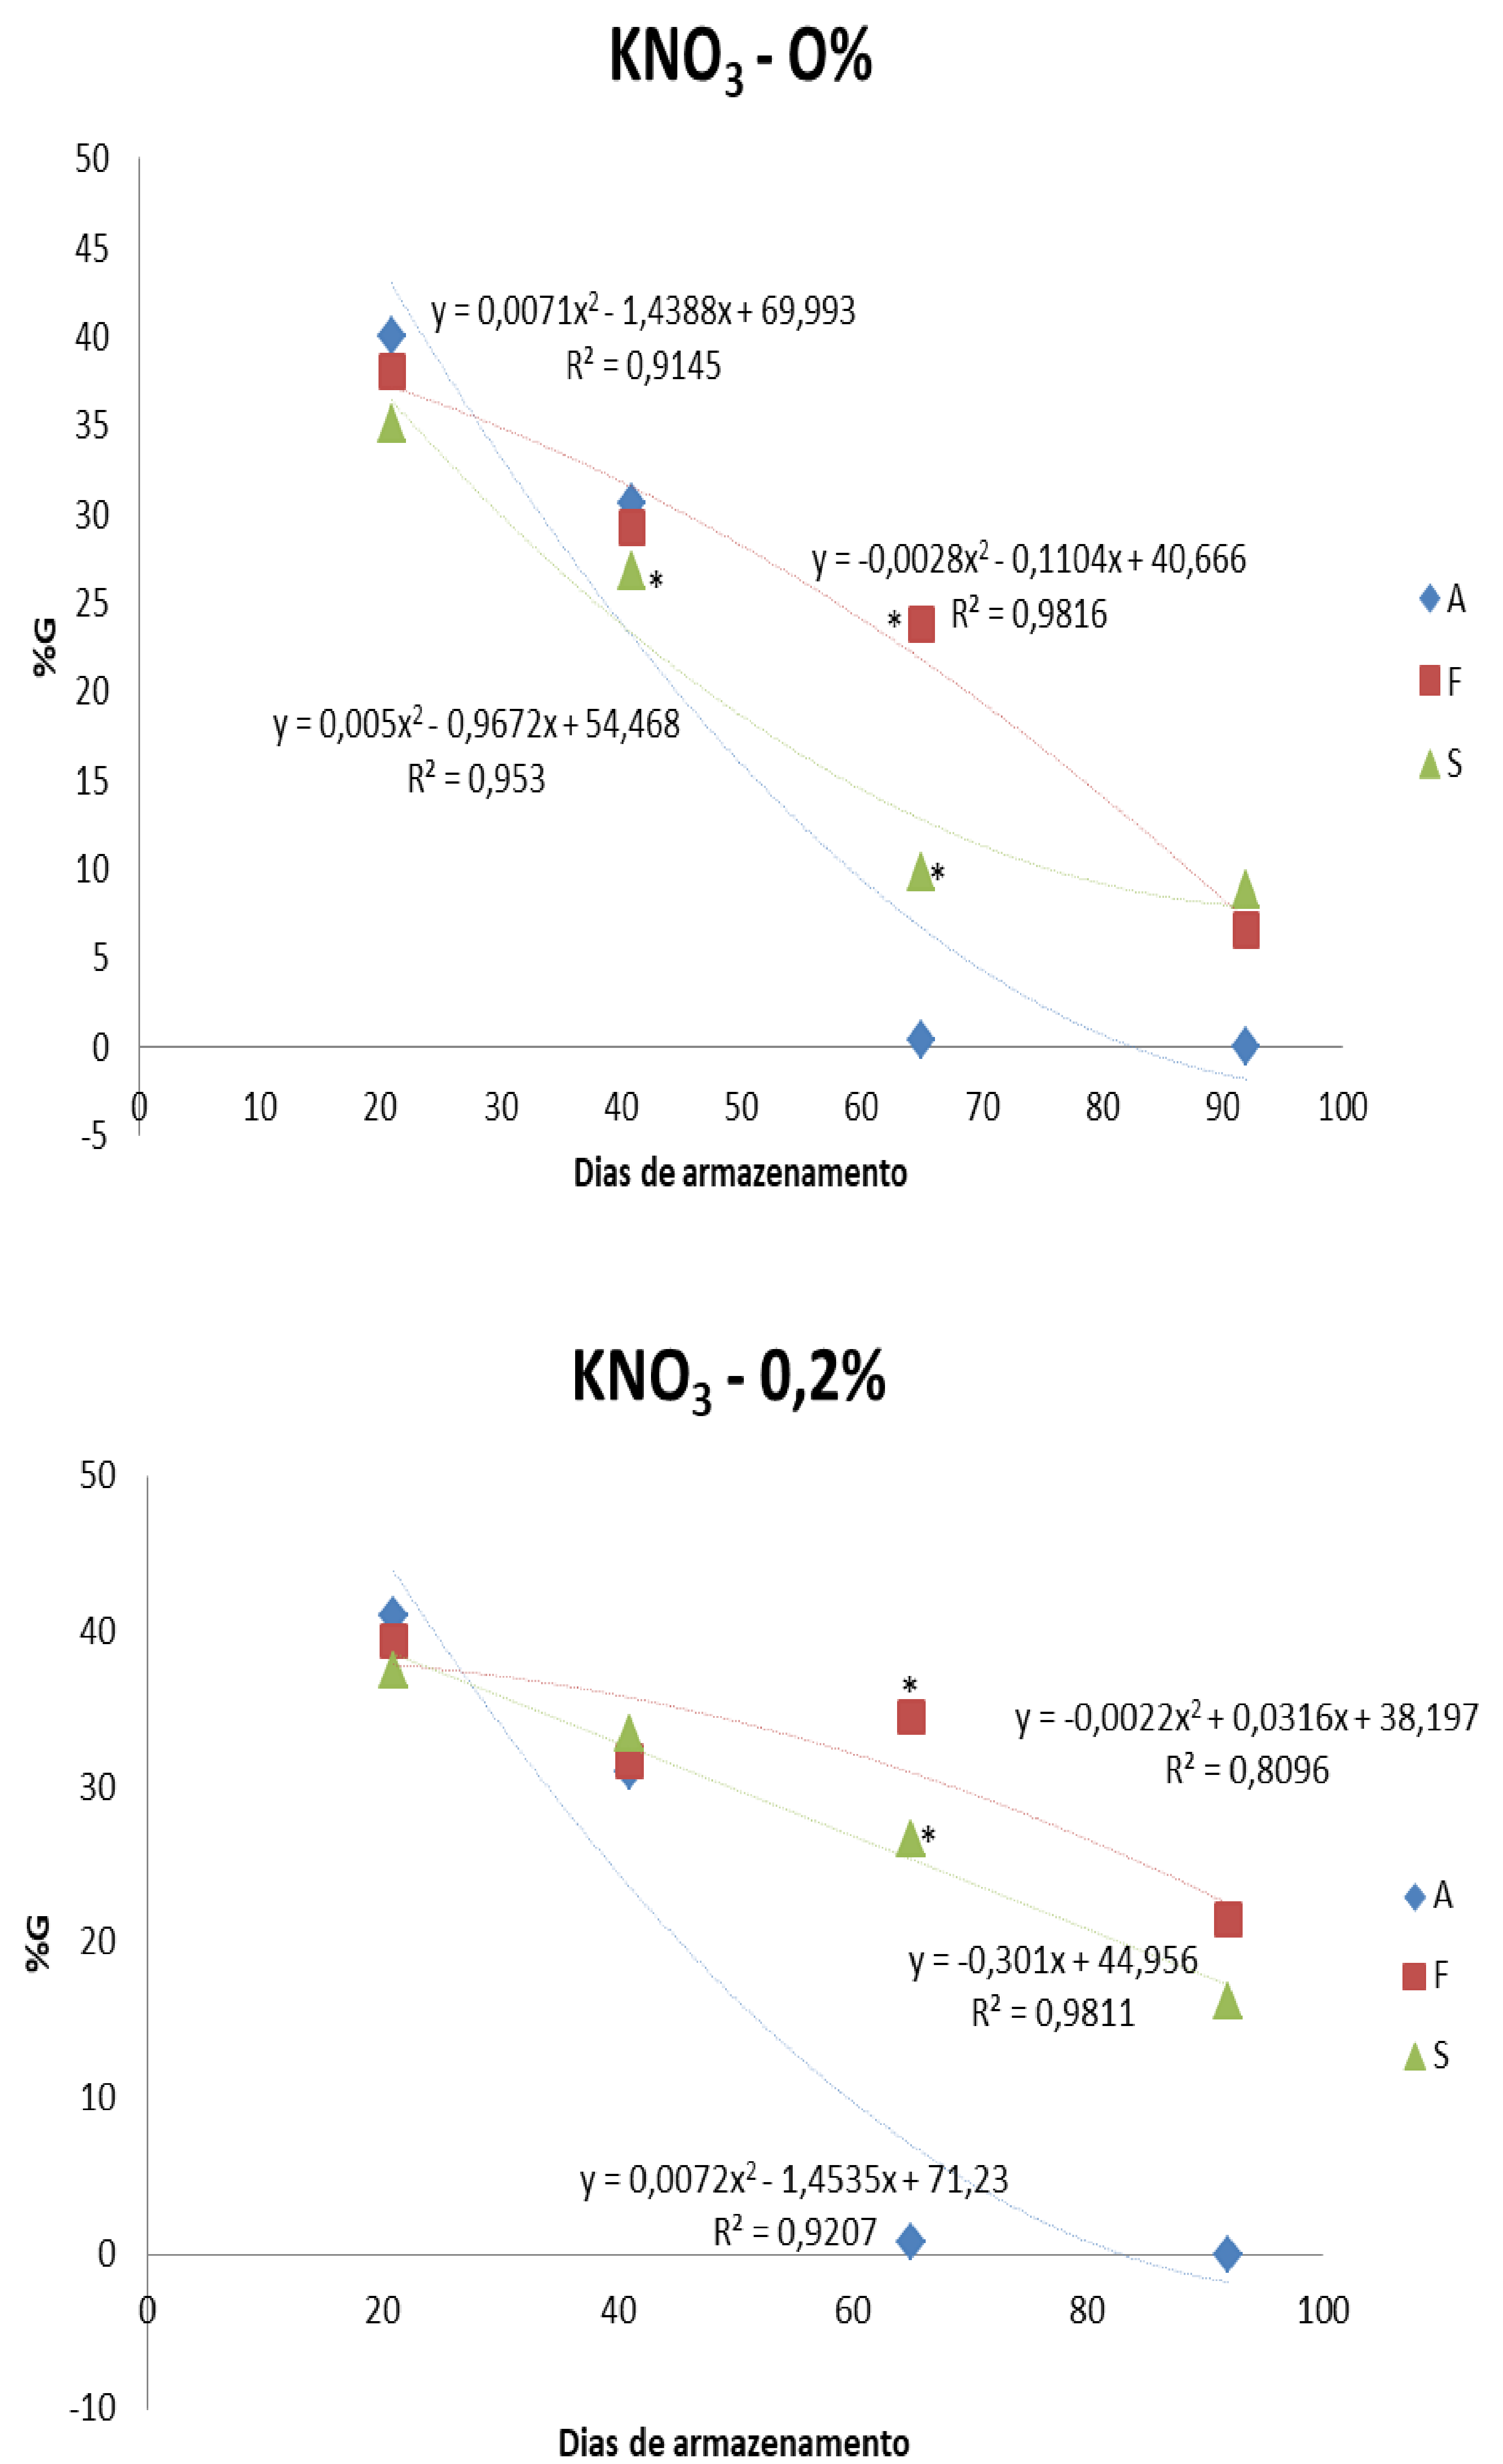 KNO₃ - O%
50
45
y = 0,0071x² - 1,4388x + 69,993
40
R² = 0,9145
35
30
y = -0,0028x² - 0,1104x + 40,666
*
25
*
R² = 0,9816
A
%G
F
20
y = 0,005x² - 0,9672x + 54,468
S
15
R² = 0,953
10
*
5
0
0 10 20 30 40 50 60 70 80 90 100
-5
Dias de armazenamento
KNO₃ - 0,2%
50
40
*
y = -0,0022x² + 0,0316x + 38,197
30
R² = 0,8096
*
A
%G
20
y = -0,301x + 44,956
F
R² = 0,9811
S
10
y = 0,0072x² - 1,4535x + 71,23
R² = 0,9207
0
0 20 40 60 80 100
-10
Dias de armazenamento